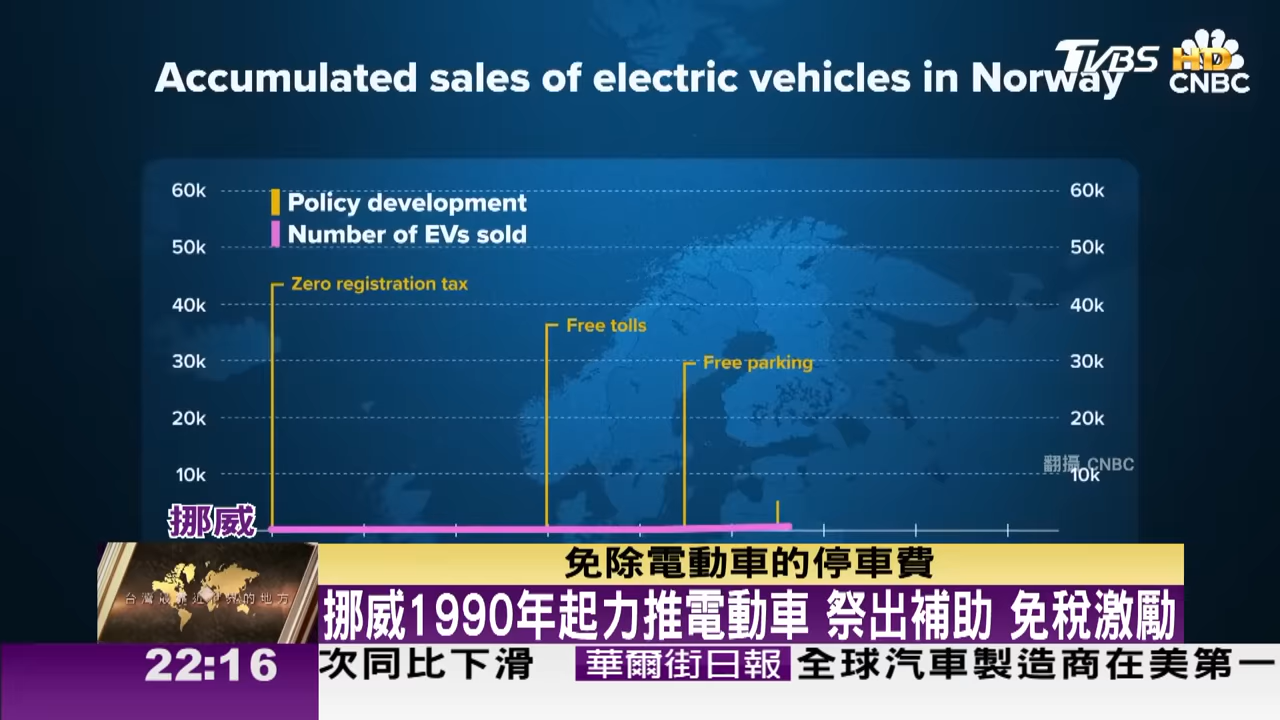 TVBS HD
CNBC
Accumulated sales of electric vehicles in Norway
60k
60k
Policy development
Number of EVs sold
50k
50k
Zero registration tax
40k
40k
Free tolls
30k
Free parking
30k
20k
20k
10k
翻攝 CNBC
10k
挪威
免除電動車的停車費
挪威1990年起力推電動車 祭出補助 免稅激勵
22:16
次同比下滑 華爾街日報 全球汽車製造商在美第一